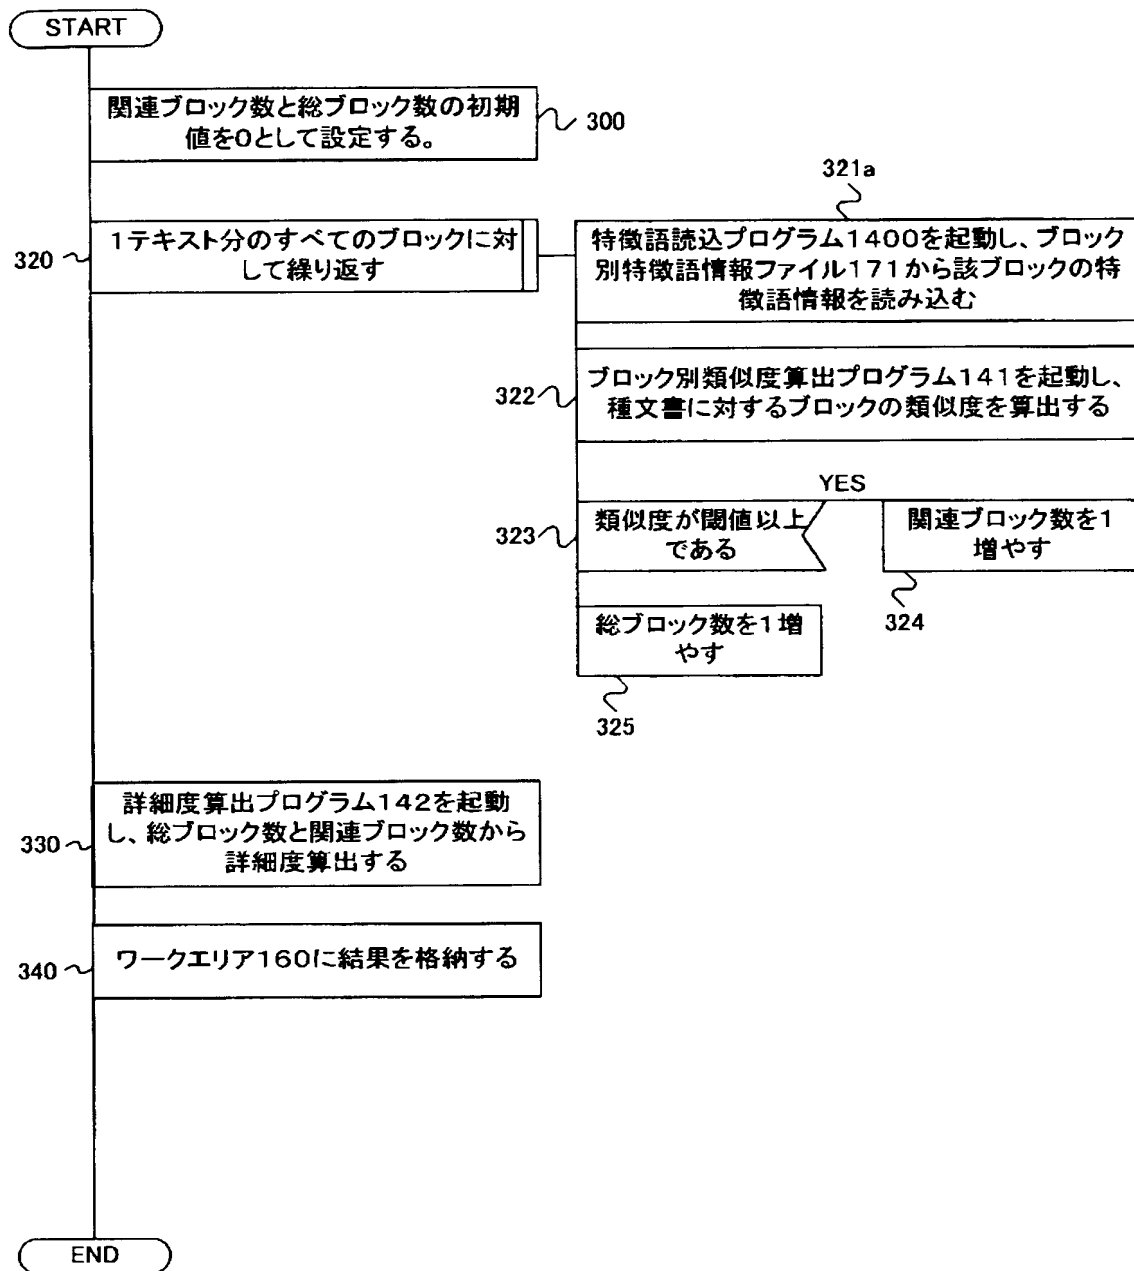 START
関連ブロック数と総ブロック数の初期
値を0として設定する。
300
321a
320
1テキスト分のすべてのブロックに対
して繰り返す
特徴語読込プログラム1400を起動し、ブロック
別特徴語情報ファイル171から該ブロックの特
徴語情報を読み込む
322
ブロック別類似度算出プログラム141を起動し、
種文書に対するブロックの類似度を算出する
YES
323
類似度が閾値以上
である
関連ブロック数を1
増やす
324
総ブロック数を1増
やす
325
330
詳細度算出プログラム142を起動
し、総ブロック数と関連ブロック数から
詳細度算出する
340
ワークエリア160に結果を格納する
END